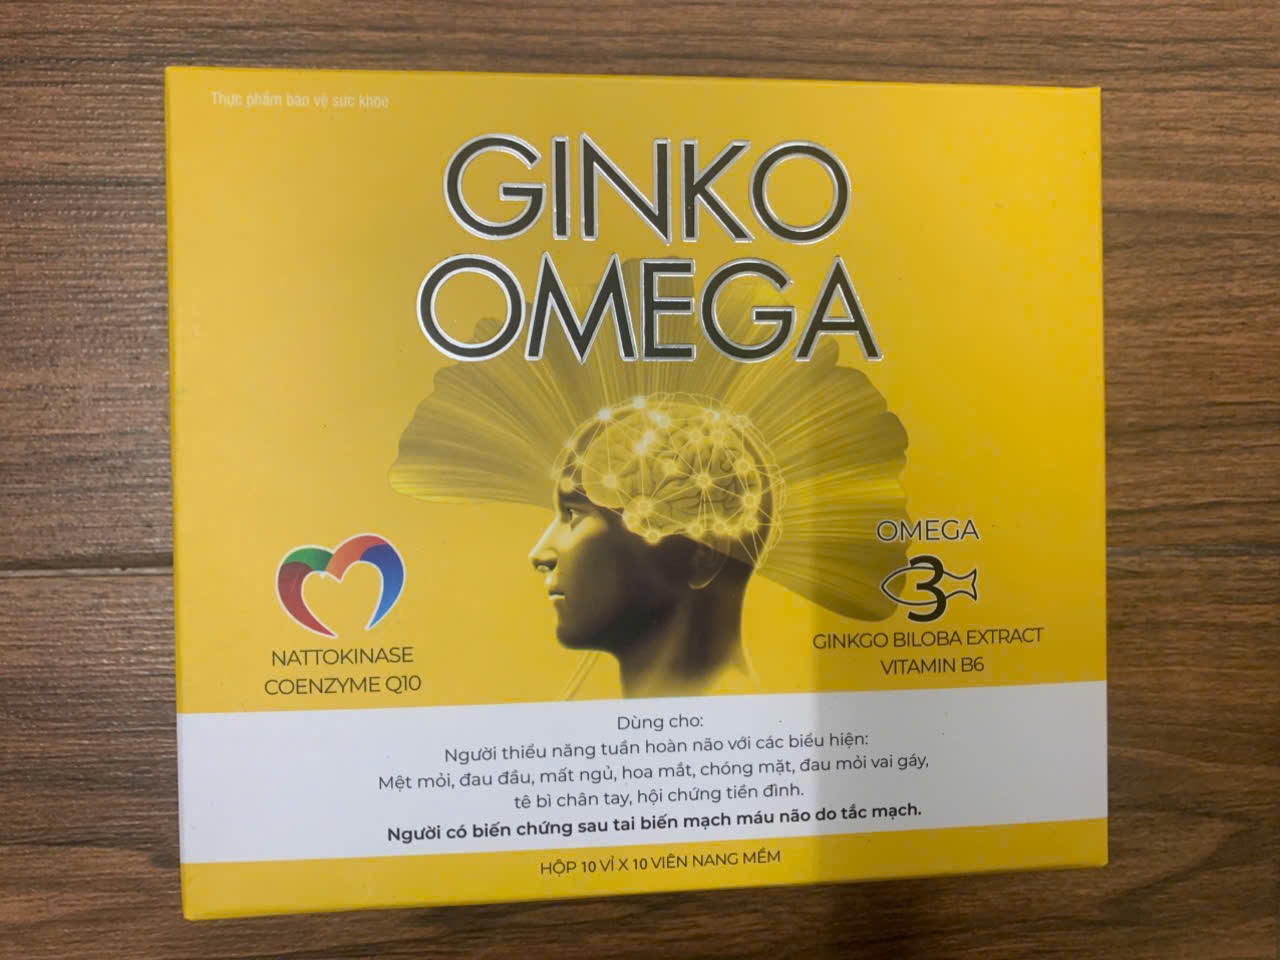 Thực phẩm bảo vệ sức khỏe
GINKO
OMEGA
OMEGA
3
NATTOKINASE
COENZYME Q10
GINKGO BILOBA EXTRACT
VITAMIN B6
Dùng cho:
Người thiểu năng tuần hoàn não với các biểu hiện:
Mệt mỏi, đau đầu, mất ngủ, hoa mắt, chóng mặt, đau mỏi vai gáy,
tê bì chân tay, hội chứng tiền đình.
Người có biến chứng sau tai biến mạch máu não do tắc mạch.
HỘP 10 VỈ X 10 VIÊN NANG MỀM